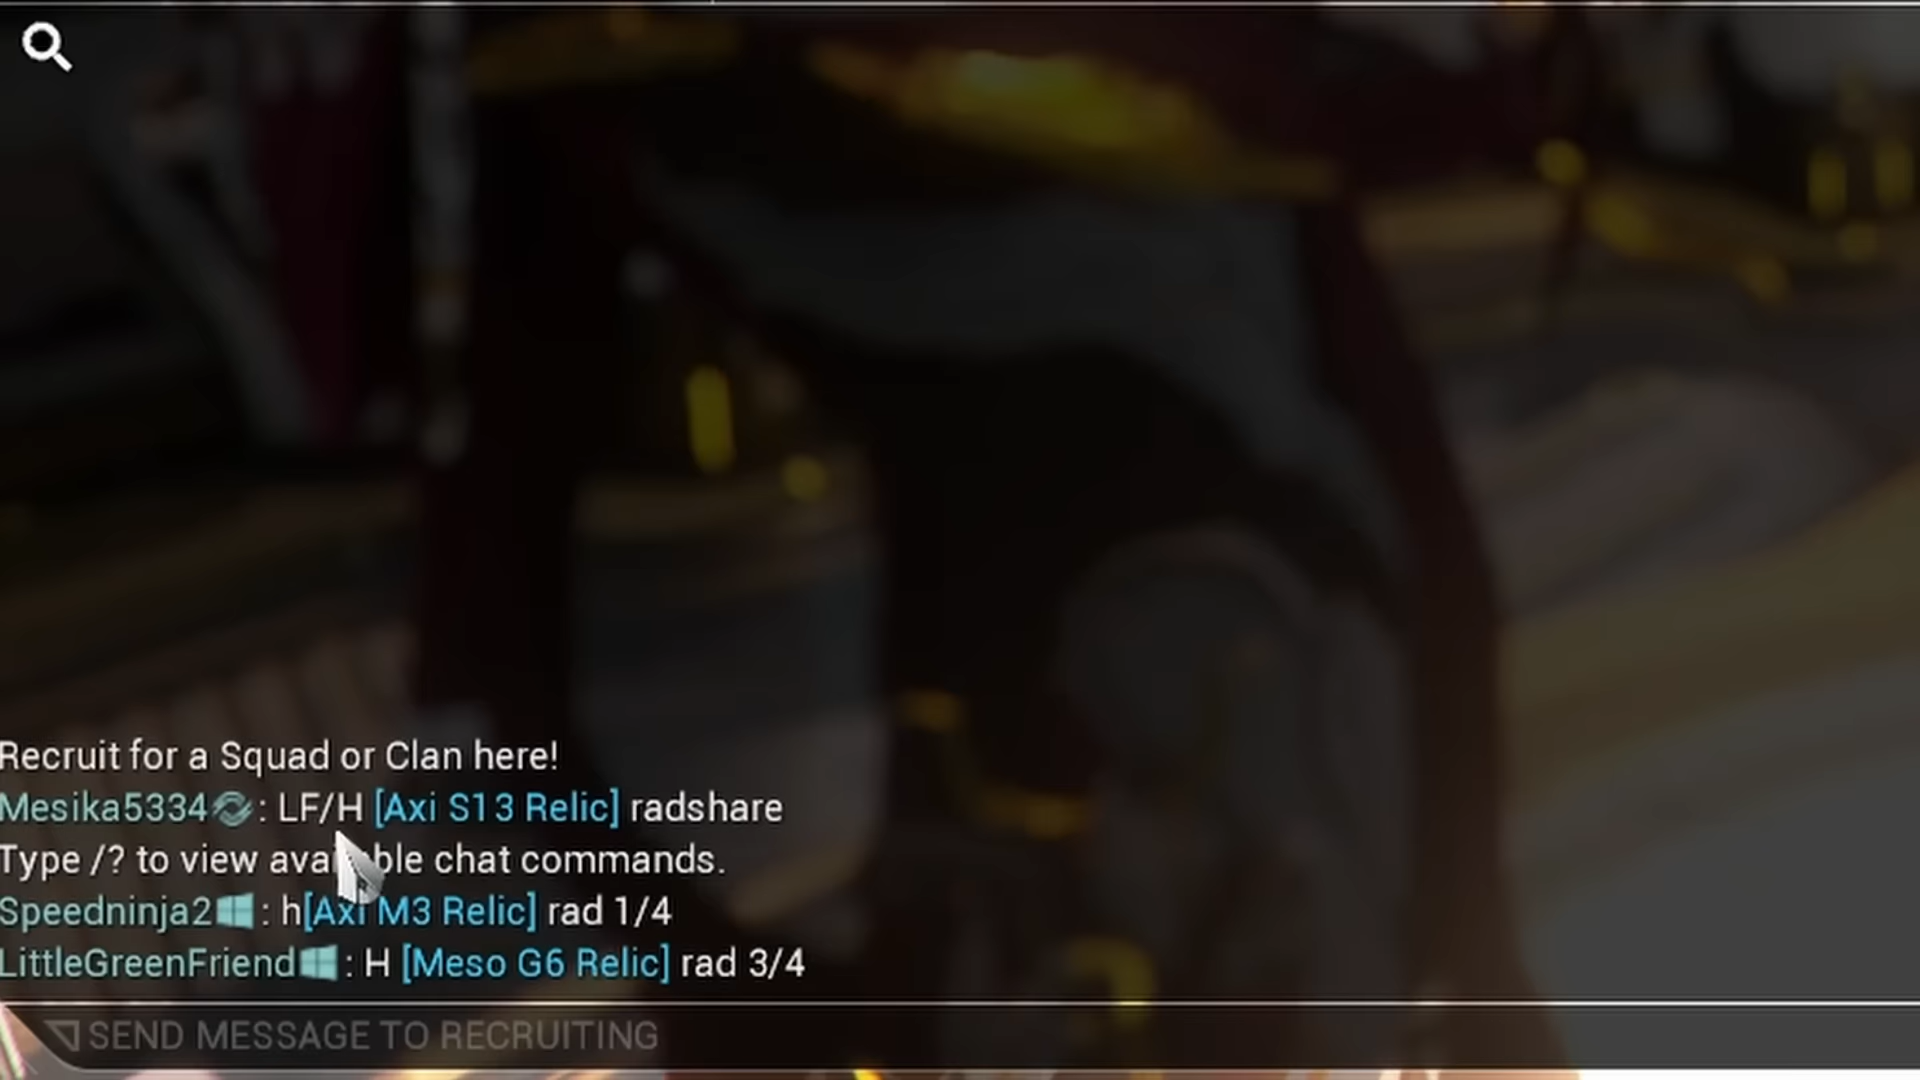 Recruit for a Squad or Clan here!
Mesika5334: LF/H [Axi S13 Relic] radshare
Type /? to view available chat commands.
Speedninja2: h[Axi M3 Relic] rad 1/4
LittleGreenFriend: H [Meso G6 Relic] rad 3/4
SEND MESSAGE TO RECRUITING